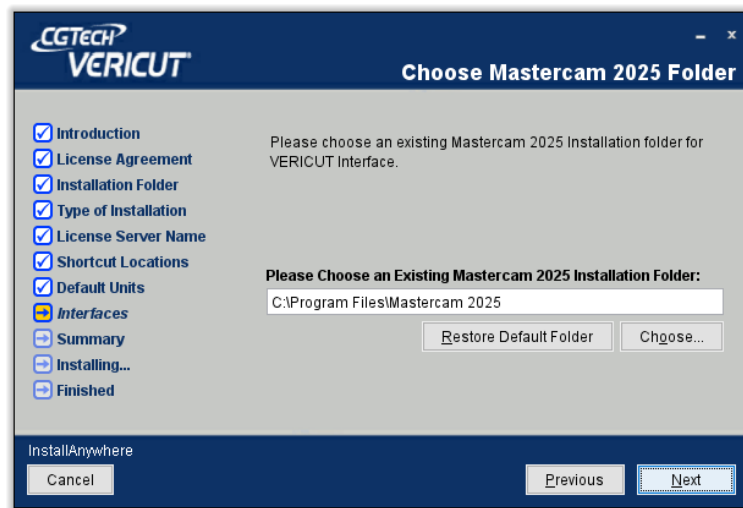 CGTECH
VERICUT
Choose Mastercam 2025 Folder
Introduction
License Agreement
Installation Folder
Type of Installation
License Server Name
Shortcut Locations
Default Units
Interfaces
Summary
Installing...
Finished
Please choose an existing Mastercam 2025 Installation folder for
VERICUT Interface.
Please Choose an Existing Mastercam 2025 Installation Folder:
C:\Program Files\Mastercam 2025
Restore Default Folder
Choose...
InstallAnywhere
Cancel
Previous
Next